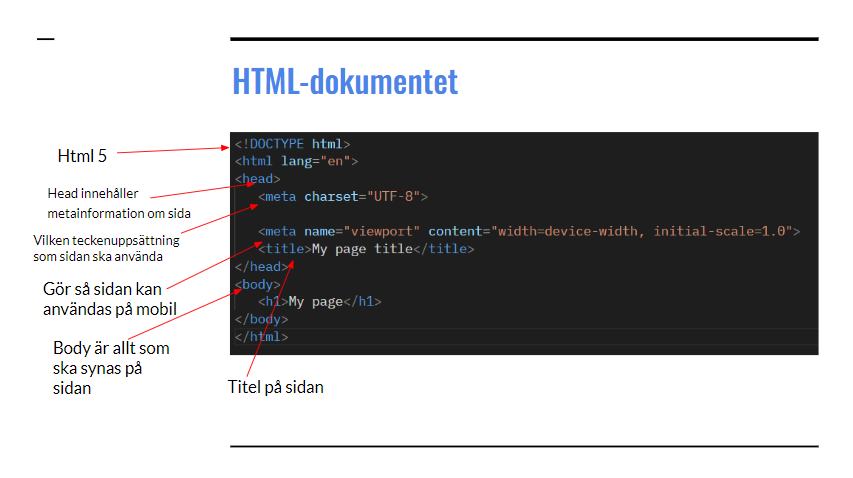 HTML-dokumentet
Html 5
Head innehåller
metainformation om sida
Vilken teckenuppsättning
som sidan ska använda
Gör så sidan kan
användas på mobil
Body är allt som
ska synas på
sidan
<!DOCTYPE html>
<html lang="en">
<head>
<meta charset="UTF-8">
<meta name="viewport" content="width=device-width, initial-scale=1.0">
<title>My page title</title>
</head>
<body>
<h1>My page</h1>
</body>
</html>
Titel på sidan